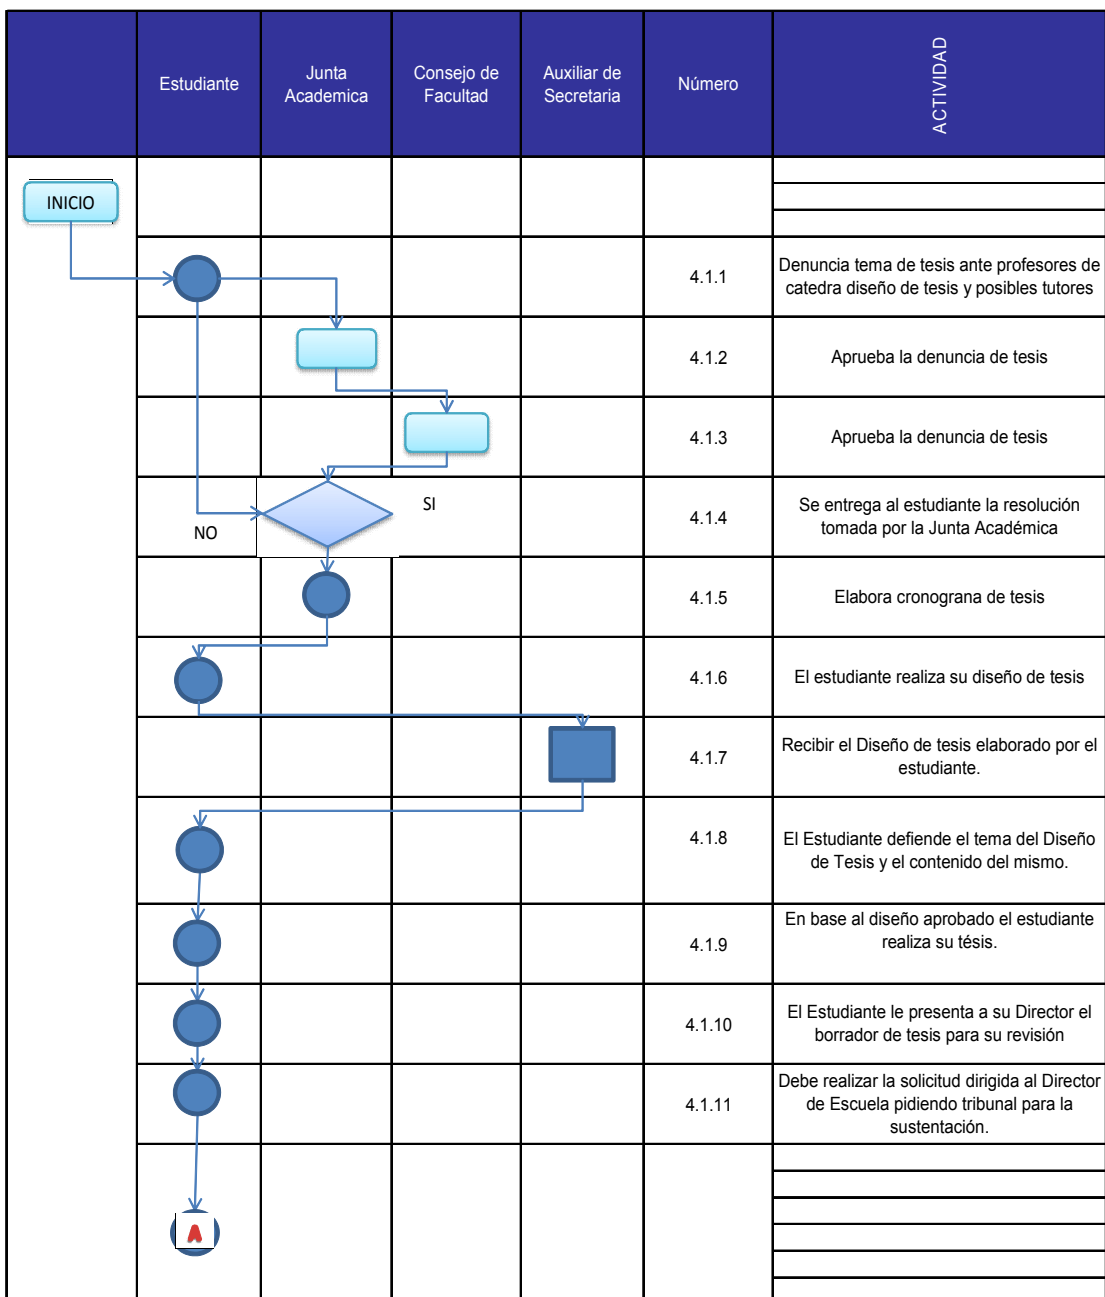 Estudiante
Junta
Academica
Consejo de
Facultad
Auxiliar de
Secretaria
Número
ACTIVIDAD
INICIO
4.1.1
Denuncia tema de tesis ante profesores de
catedra diseño de tesis y posibles tutores
4.1.2
Aprueba la denuncia de tesis
4.1.3
Aprueba la denuncia de tesis
NO
SI
4.1.4
Se entrega al estudiante la resolución
tomada por la Junta Académica
4.1.5
Elabora cronograna de tesis
4.1.6
El estudiante realiza su diseño de tesis
4.1.7
Recibir el Diseño de tesis elaborado por el
estudiante.
4.1.8
El Estudiante defiende el tema del Diseño
de Tesis y el contenido del mismo.
4.1.9
En base al diseño aprobado el estudiante
realiza su tésis.
4.1.10
El Estudiante le presenta a su Director el
borrador de tesis para su revisión
4.1.11
Debe realizar la solicitud dirigida al Director
de Escuela pidiendo tribunal para la
sustentación.
A